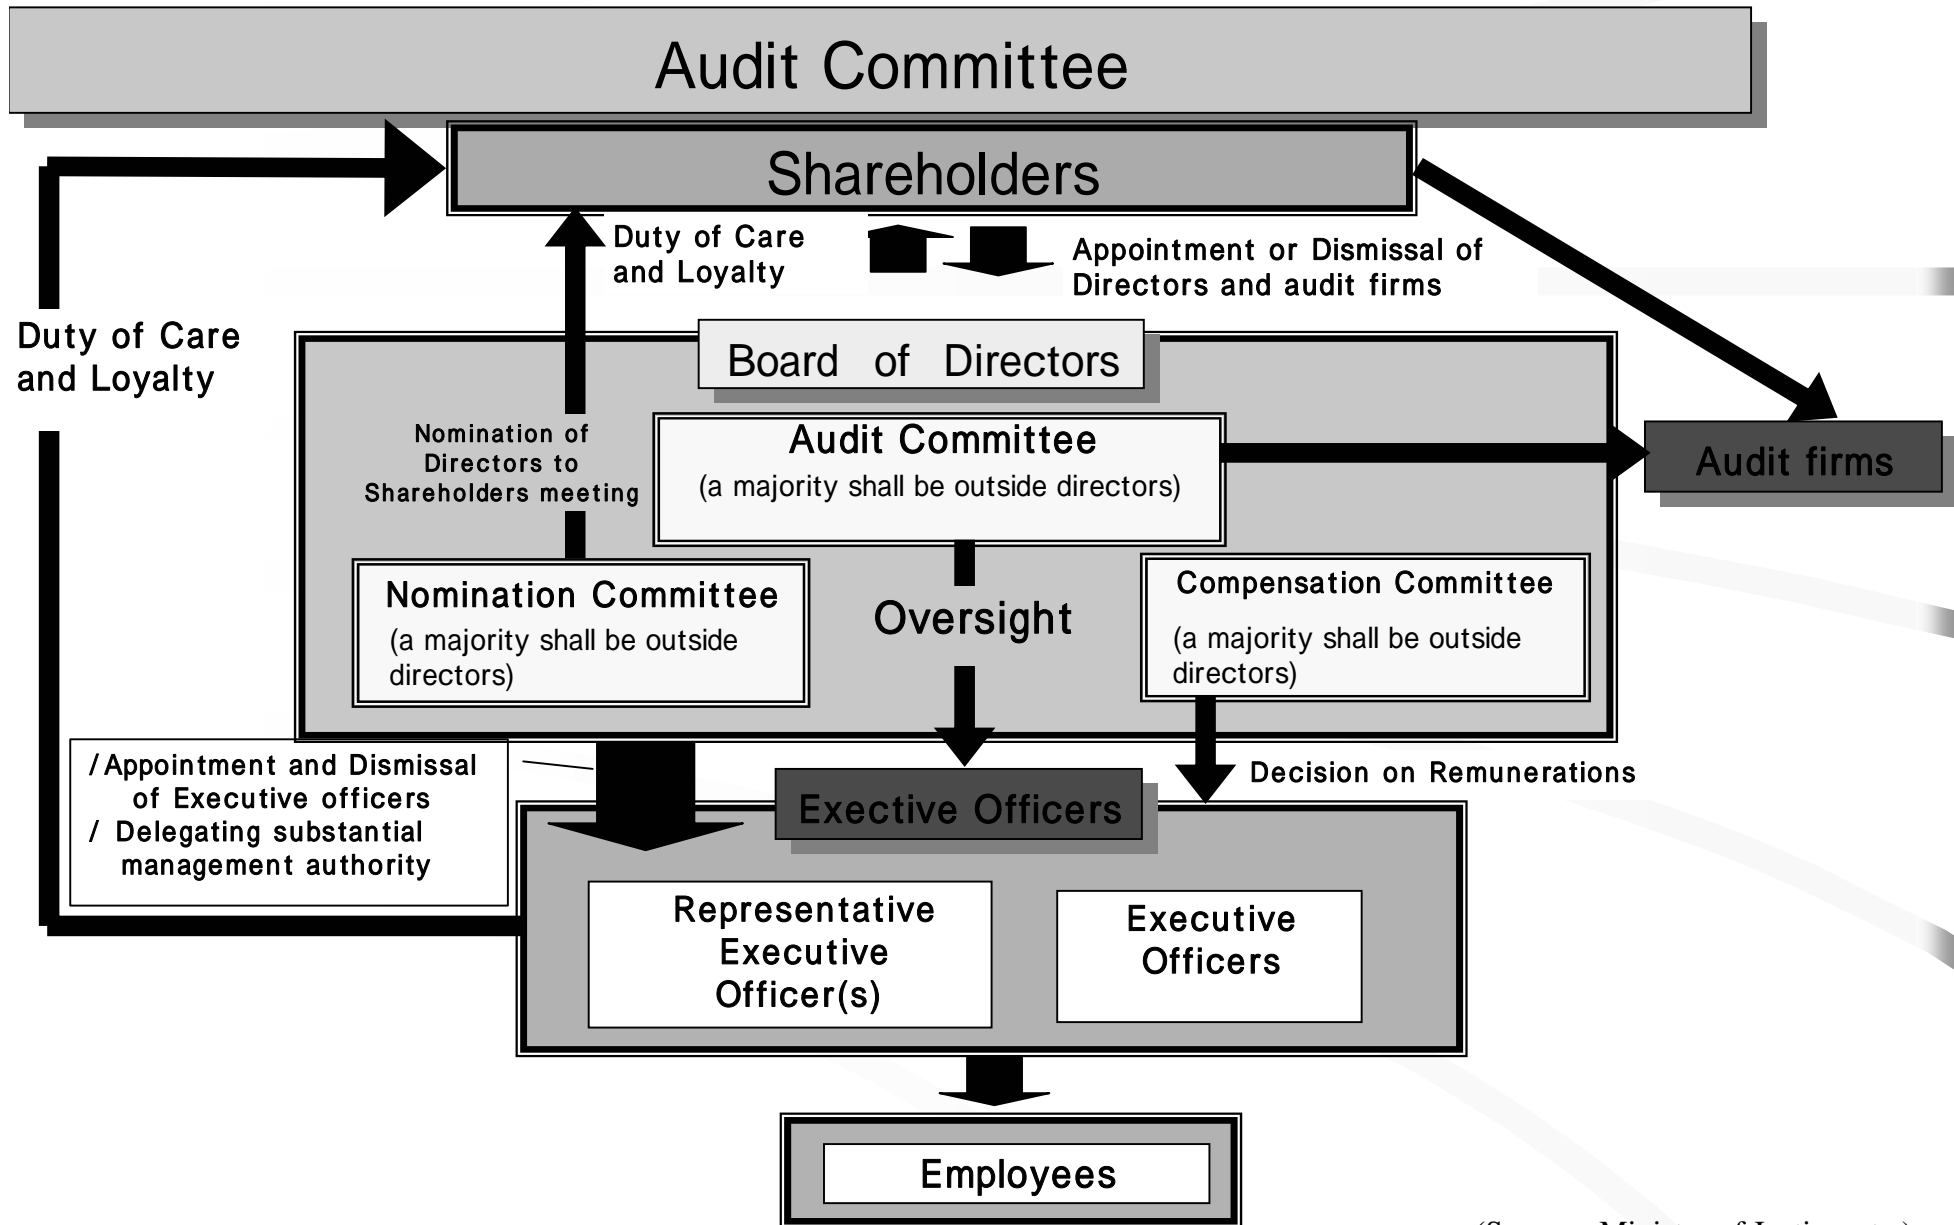 Audit Committee
Shareholders
Duty of Care
and Loyalty
Appointment or Dismissal of
Directors and audit firms
Duty of Care
and Loyalty
Board of Directors
Nomination of
Directors to
Shareholders meeting
Audit Committee
(a majority shall be outside directors)
Audit firms
Nomination Committee
(a majority shall be outside
directors)
Oversight
Compensation Committee
(a majority shall be outside
directors)
/Appointment and Dismissal
of Executive officers
/ Delegating substantial
management authority
Decision on Remunerations
Exective Officers
Representative
Executive
Officer(s)
Executive
Officers
Employees